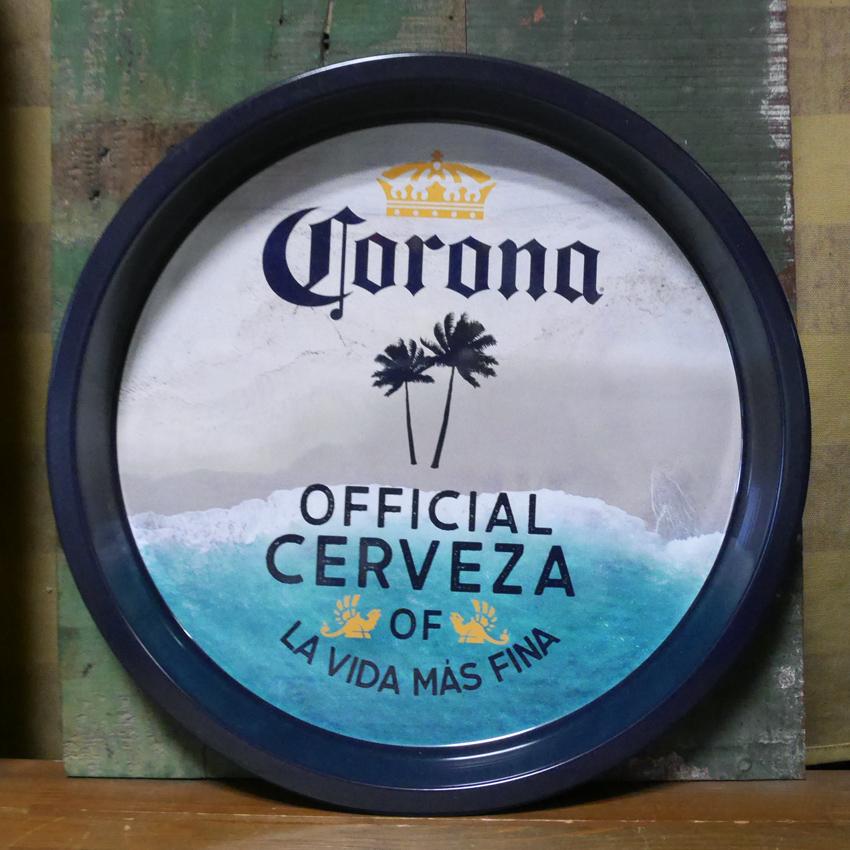 Corona
OFFICIAL
CERVEZA
OF
LA VIDA MÁS FINA